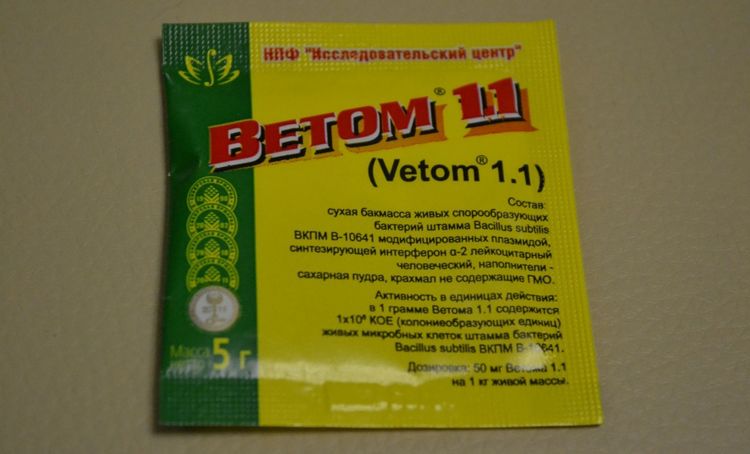 НПФ "Исследовательский центр"
Ветом® 1.1
(Vetom® 1.1)
Состав:
сухая бакмасса живых спорообразующих
бактерий штамма Bacillus subtilis
ВКПМ В-10641 модифицированных плазмидой,
синтезирующей интерферон α-2 лейкоцитарный
человеческий, наполнители -
сахарная пудра, крахмал не содержащие ГМО.
Активность в единицах действия:
в 1 грамме Ветома 1.1 содержится
1х10⁶ КОЕ (колониеобразующих единиц)
живых микробных клеток штамма бактерий
Bacillus subtilis ВКПМ В-10641.
Дозировка: 50 мг Ветома 1.1
на 1 кг живой массы.
Масса
5 г